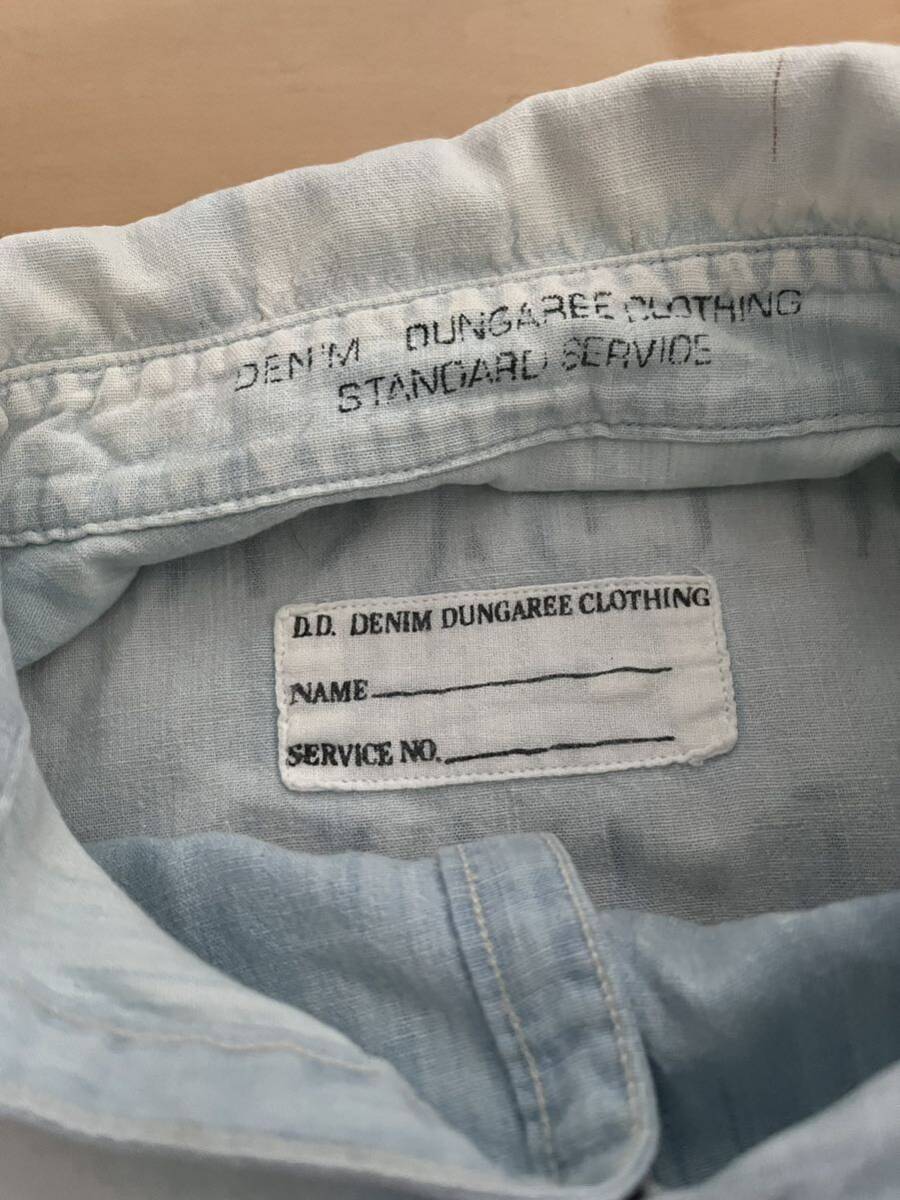 DENIM DUNGAREE CLOTHING
STANDARD SERVICE
D.D. DENIM DUNGAREE CLOTHING
NAME
SERVICE NO.